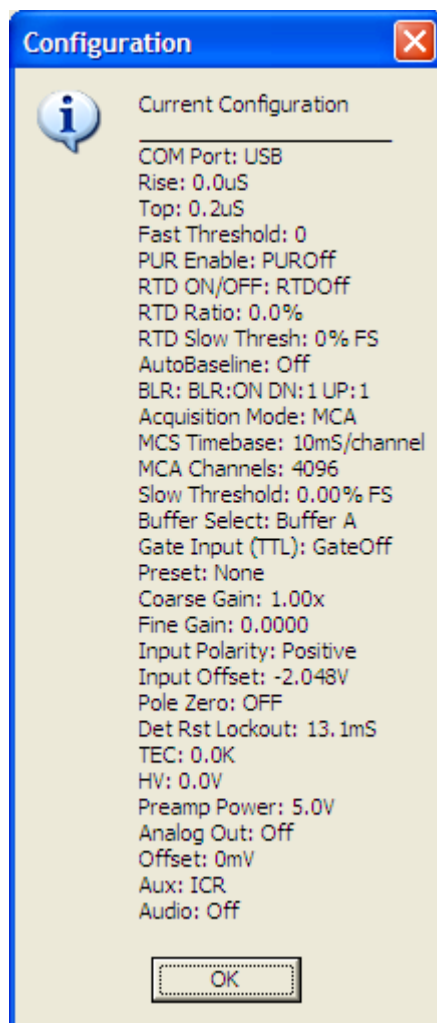 Configuration
Current Configuration
COM Port: USB
Rise: 0.0uS
Top: 0.2uS
Fast Threshold: 0
PUR Enable: PUROff
RTD ON/OFF: RTDOff
RTD Ratio: 0.0%
RTD Slow Thresh: 0% FS
AutoBaseline: Off
BLR: BLR:ON DN:1 UP:1
Acquisition Mode: MCA
MCS Timebase: 10mS/channel
MCA Channels: 4096
Slow Threshold: 0.00% FS
Buffer Select: Buffer A
Gate Input (TTL): GateOff
Preset: None
Coarse Gain: 1.00x
Fine Gain: 0.0000
Input Polarity: Positive
Input Offset: -2.048V
Pole Zero: OFF
Det Rst Lockout: 13.1mS
TEC: 0.0K
HV: 0.0V
Preamp Power: 5.0V
Analog Out: Off
Offset: 0mV
Aux: ICR
Audio: Off
OK